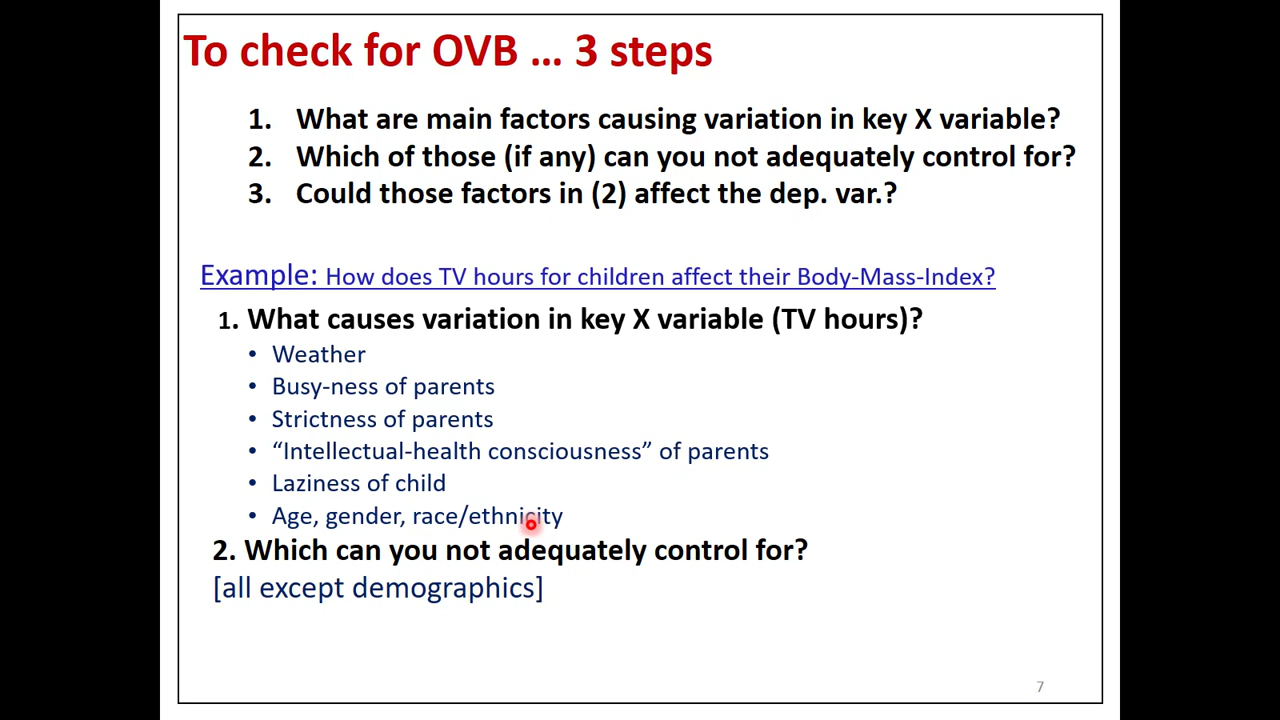 To check for OVB … 3 steps
1. What are main factors causing variation in key X variable?
2. Which of those (if any) can you not adequately control for?
3. Could those factors in (2) affect the dep. var.?
Example: How does TV hours for children affect their Body-Mass-Index?
1. What causes variation in key X variable (TV hours)?
• Weather
• Busy-ness of parents
• Strictness of parents
• “Intellectual-health consciousness” of parents
• Laziness of child
• Age, gender, race/ethnicity
2. Which can you not adequately control for?
[all except demographics]
7